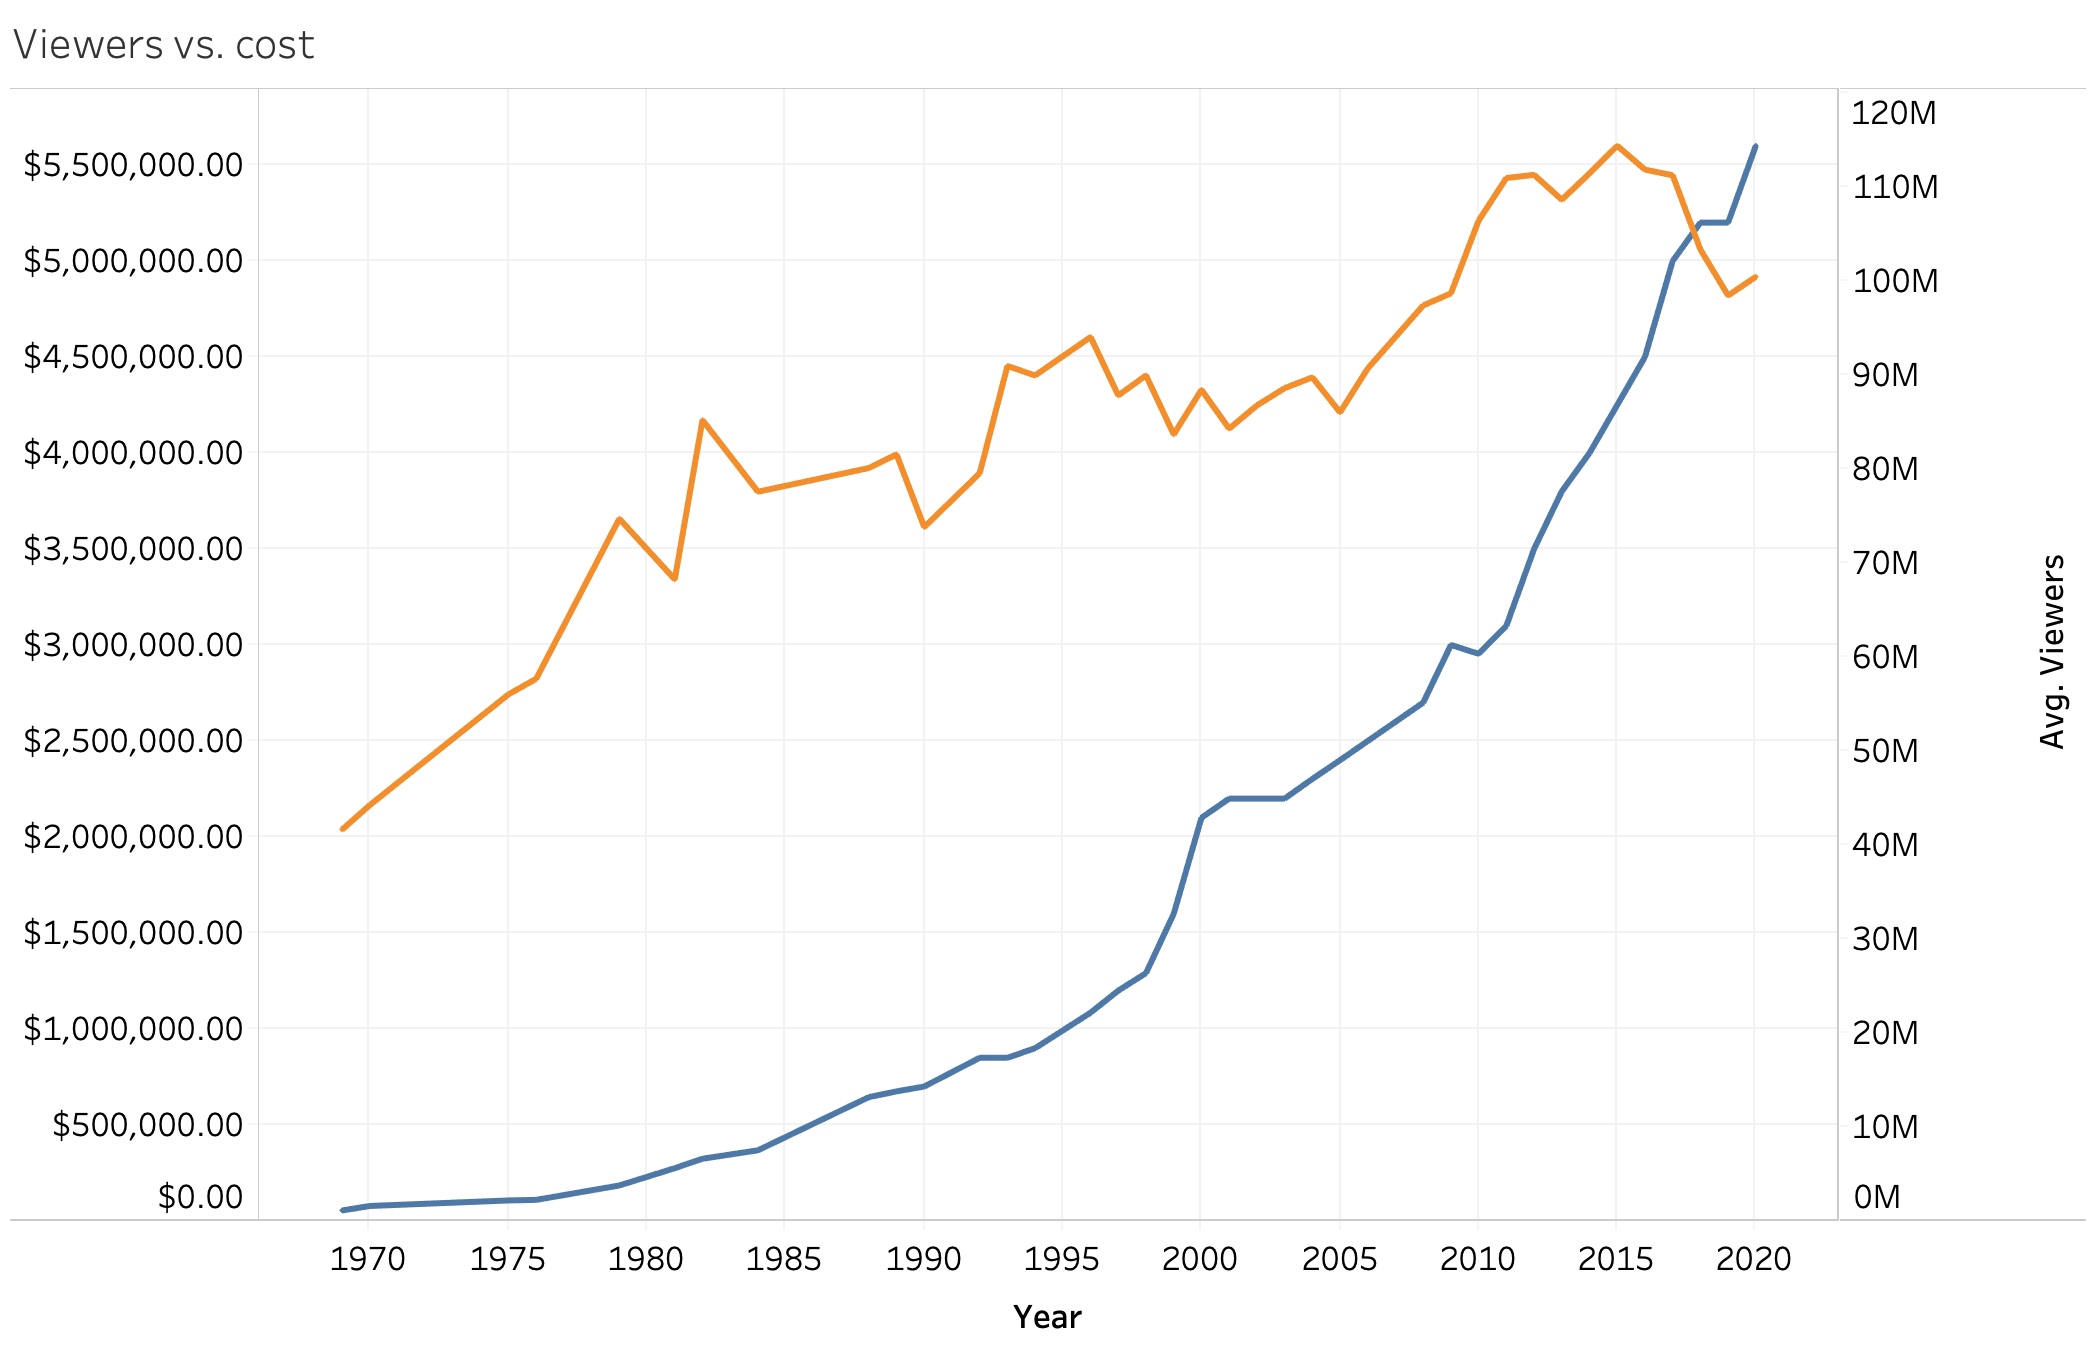 Viewers vs. cost
$5,500,000.00
$5,000,000.00
$4,500,000.00
$4,000,000.00
$3,500,000.00
$3,000,000.00
$2,500,000.00
$2,000,000.00
$1,500,000.00
$1,000,000.00
$500,000.00
$0.00
120M
110M
100M
90M
80M
70M
60M
50M
40M
30M
20M
10M
0M
Avg. Viewers
1970 1975 1980 1985 1990 1995 2000 2005 2010 2015 2020
Year